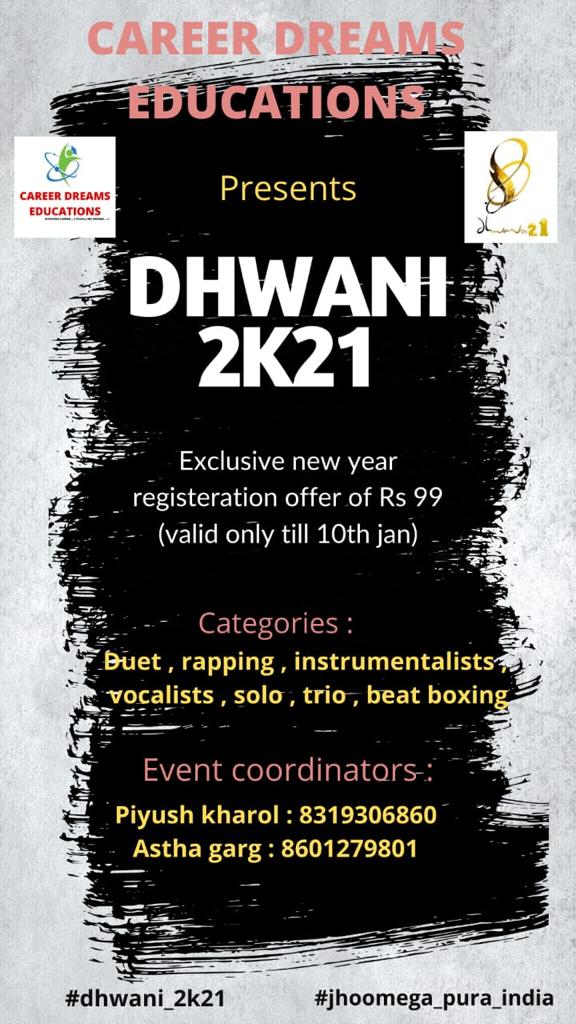 CAREER DREAMS
EDUCATIONS
CAREER DREAMS
EDUCATIONS
Presents
21
DHWANI
2K21
Exclusive new year
registeration offer of Rs 99
(valid only till 10th jan)
Categories :
Duet , rapping , instrumentalists ,
vocalists , solo , trio , beat boxing
Event coordinators :
Piyush kharol : 8319306860
Astha garg : 8601279801
#dhwani_2k21
#jhoomega_pura_india